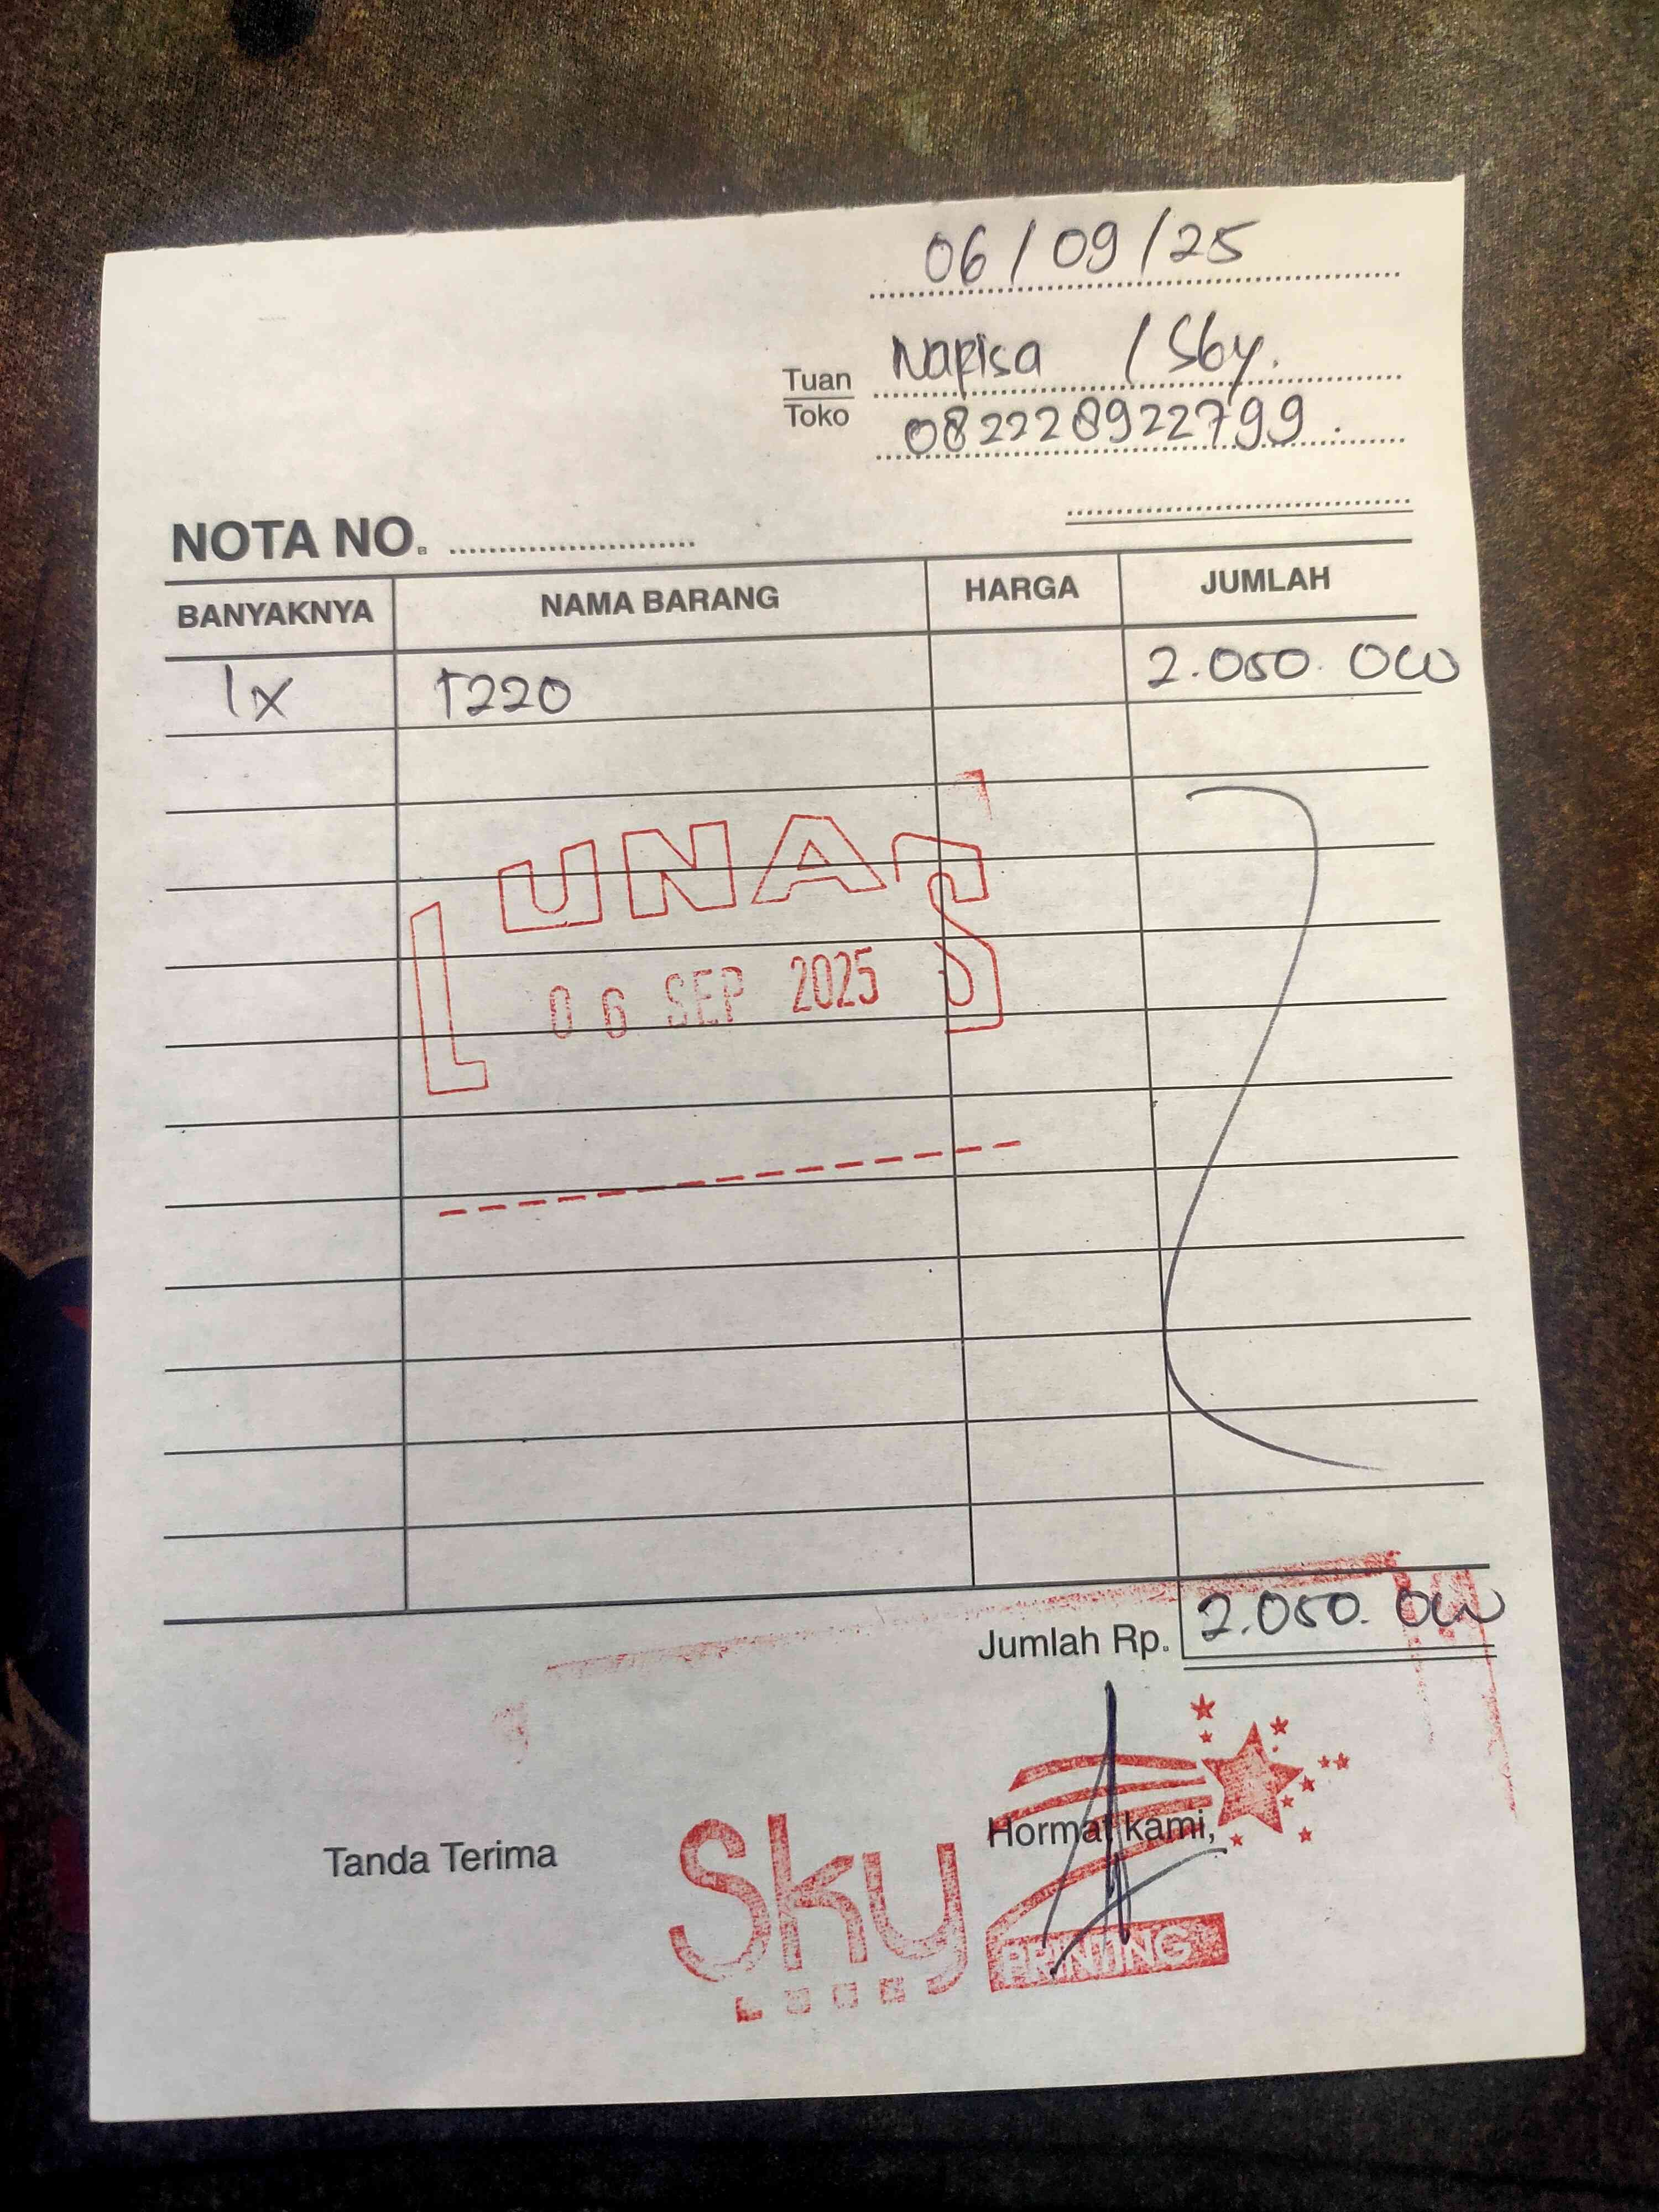 06/09/25
Tuan Nafisa / Sby.
Toko 082228922799.
NOTA NO.
BANYAKNYA NAMA BARANG HARGA JUMLAH
1x T220 2.050.000
LUNAS
06 SEP 2025
Jumlah Rp. 2.050.000
Tanda Terima Hormat kami,
Sky
PRINTING